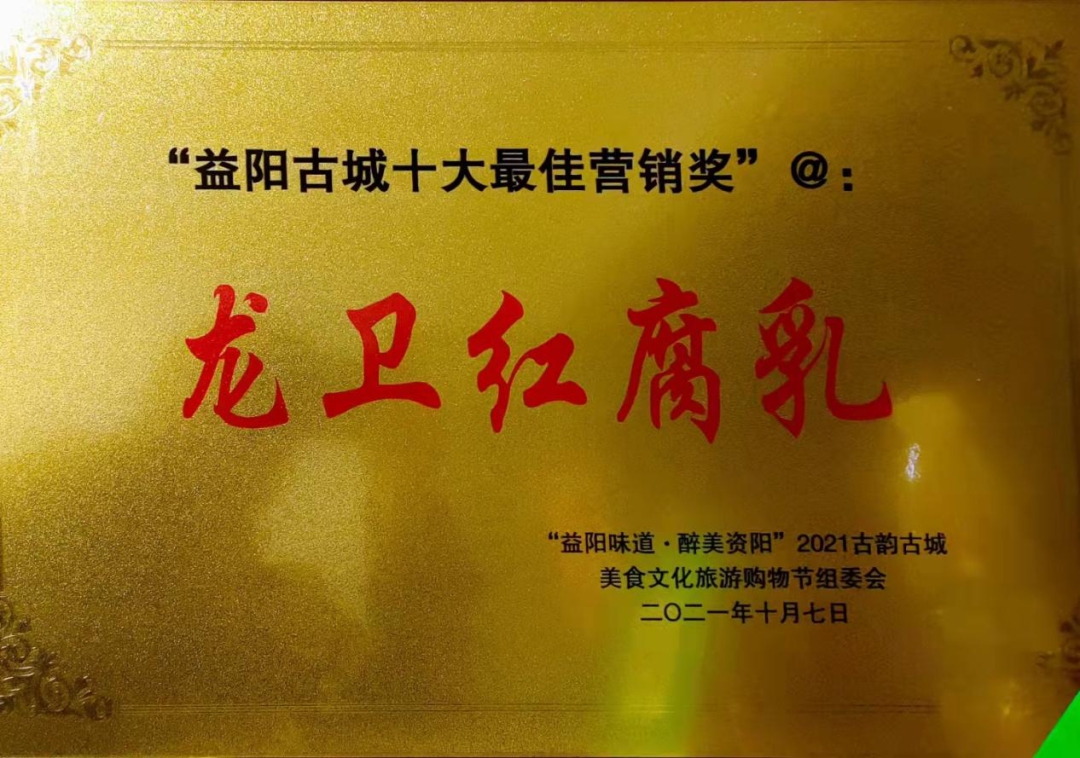 “益阳古城十大最佳营销奖”@:
龙卫红腐乳
“益阳味道·醉美资阳”2021古韵古城
美食文化旅游购物节组委会
二〇二一年十月七日